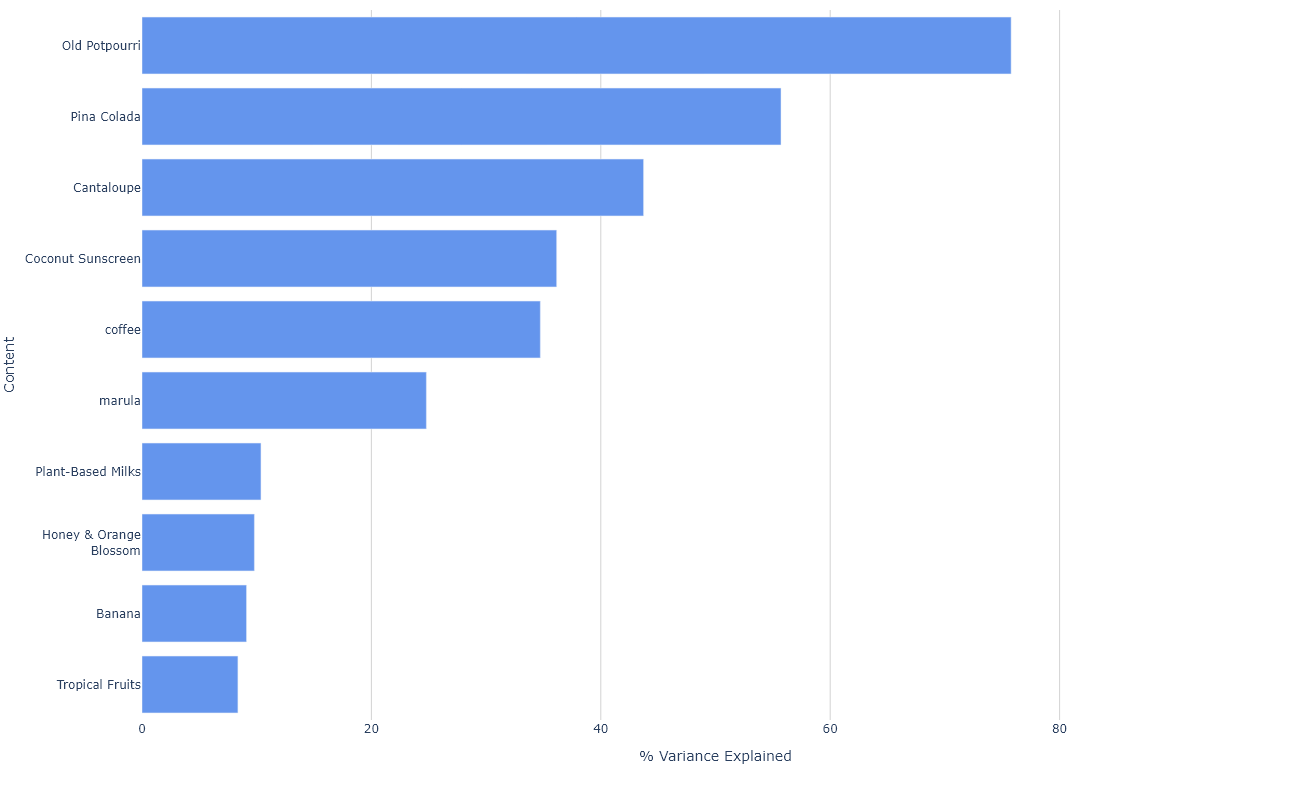 Old Potpourri
Pina Colada
Cantaloupe
Coconut Sunscreen
coffee
marula
Plant-Based Milks
Honey & Orange
Blossom
Banana
Tropical Fruits
Content
0 20 40 60 80
% Variance Explained